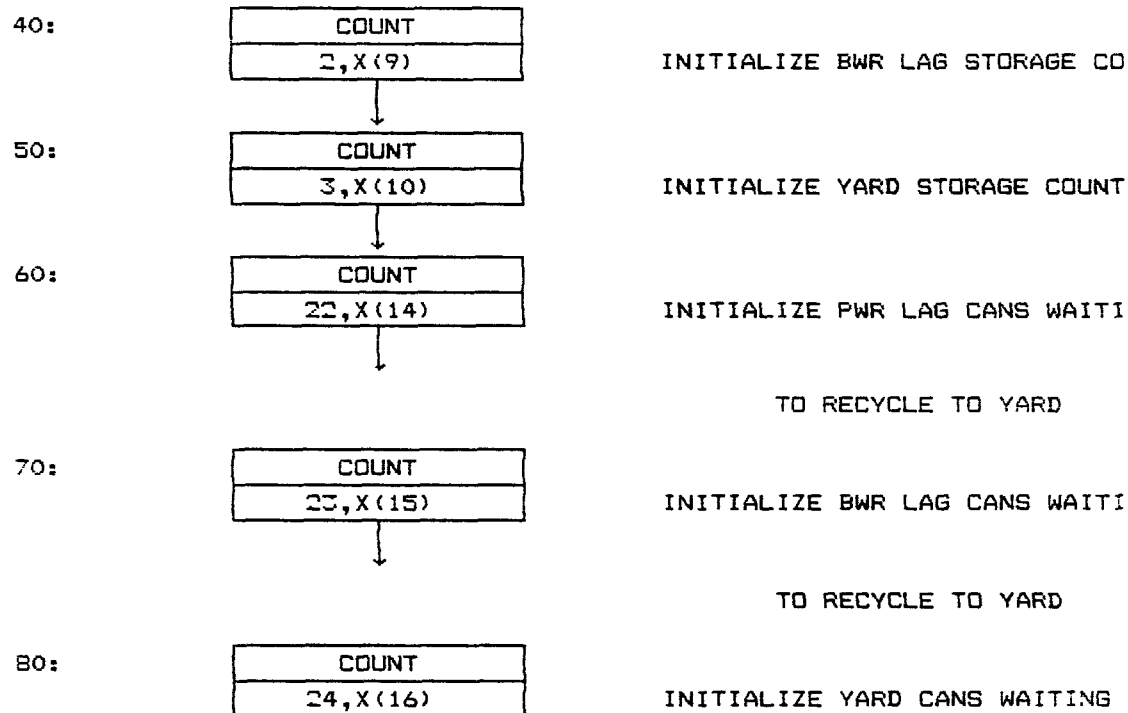 40:
COUNT
2,X(9)
INITIALIZE BWR LAG STORAGE CO
50:
COUNT
3,X(10)
INITIALIZE YARD STORAGE COUNT
60:
COUNT
22,X(14)
INITIALIZE PWR LAG CANS WAITI
TO RECYCLE TO YARD
70:
COUNT
23,X(15)
INITIALIZE BWR LAG CANS WAITI
TO RECYCLE TO YARD
80:
COUNT
24,X(16)
INITIALIZE YARD CANS WAITING